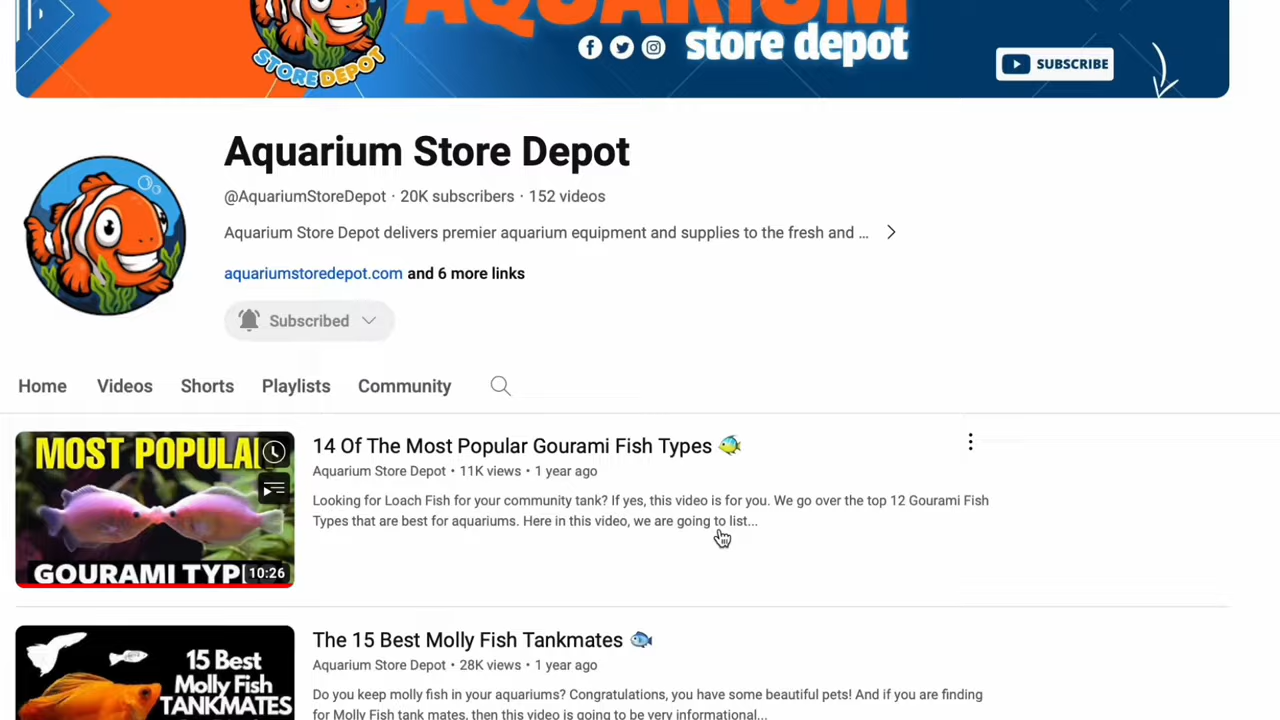 AQUARIUM
store depot
SUBSCRIBE
STORE DEPOT
Aquarium Store Depot
@AquariumStoreDepot · 20K subscribers · 152 videos
Aquarium Store Depot delivers premier aquarium equipment and supplies to the fresh and ...
aquariumstoredepot.com and 6 more links
Subscribed
Home Videos Shorts Playlists Community
MOST POPULA
GOURAMI TYP
10:26
14 Of The Most Popular Gourami Fish Types
Aquarium Store Depot • 11K views • 1 year ago
Looking for Loach Fish for your community tank? If yes, this video is for you. We go over the top 12 Gourami Fish
Types that are best for aquariums. Here in this video, we are going to list...
15 Best
Molly Fish
TANKMATES
The 15 Best Molly Fish Tankmates
Aquarium Store Depot • 28K views • 1 year ago
Do you keep molly fish in your aquariums? Congratulations, you have some beautiful pets! And if you are finding
for Molly Fish tank mates, then this video is going to be very informational...